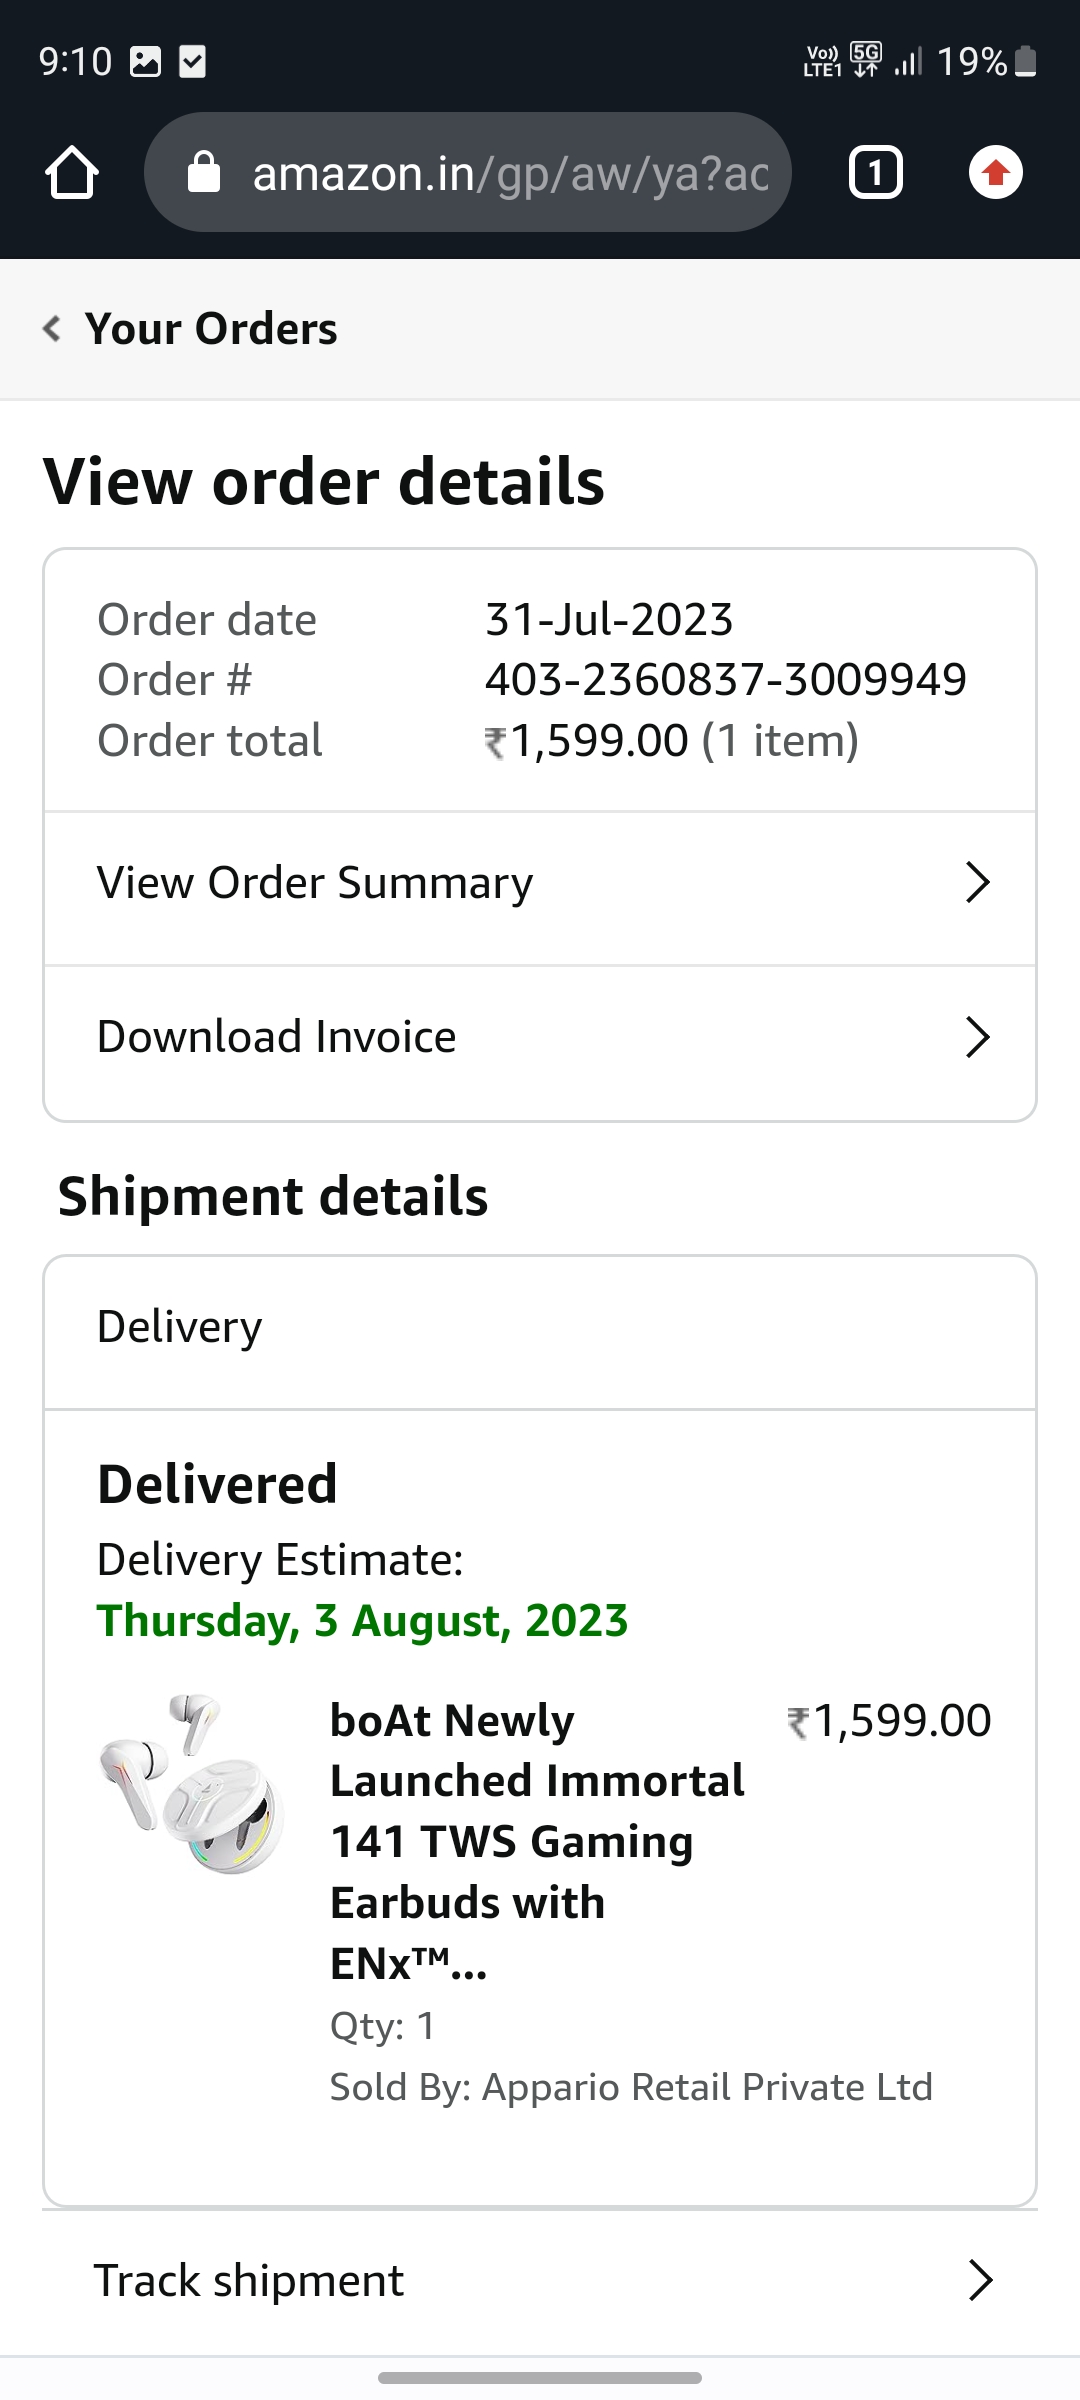 9:10
Vo)) LTE1 5G 19%
amazon.in/gp/aw/ya?ac
1
Your Orders
View order details
Order date 31-Jul-2023
Order # 403-2360837-3009949
Order total ₹1,599.00 (1 item)
View Order Summary
Download Invoice
Shipment details
Delivery
Delivered
Delivery Estimate:
Thursday, 3 August, 2023
boAt Newly ₹1,599.00
Launched Immortal
141 TWS Gaming
Earbuds with
ENx™...
Qty: 1
Sold By: Appario Retail Private Ltd
Track shipment